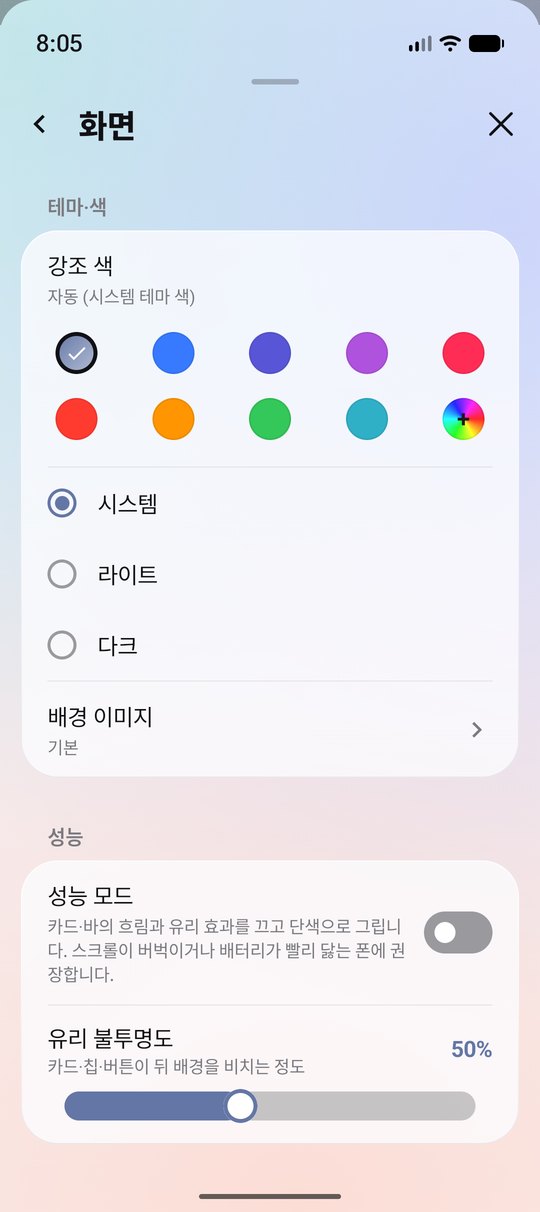 8:05
화면
테마·색
강조 색
자동 (시스템 테마 색)
시스템
라이트
다크
배경 이미지
기본
성능
성능 모드
카드·바의 흐림과 유리 효과를 끄고 단색으로 그립니
다. 스크롤이 버벅이거나 배터리가 빨리 닳는 폰에 권
장합니다.
유리 불투명도
50%
카드·칩·버튼이 뒤 배경을 비치는 정도